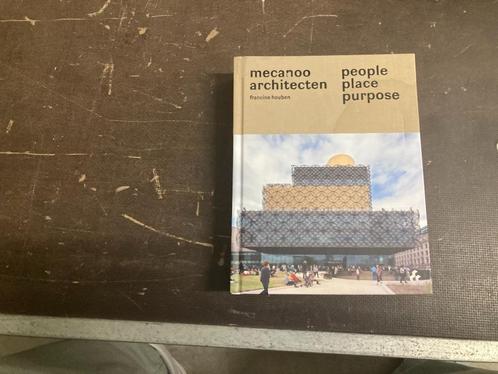 mecanoo
architecten
francine houben
people
place
purpose